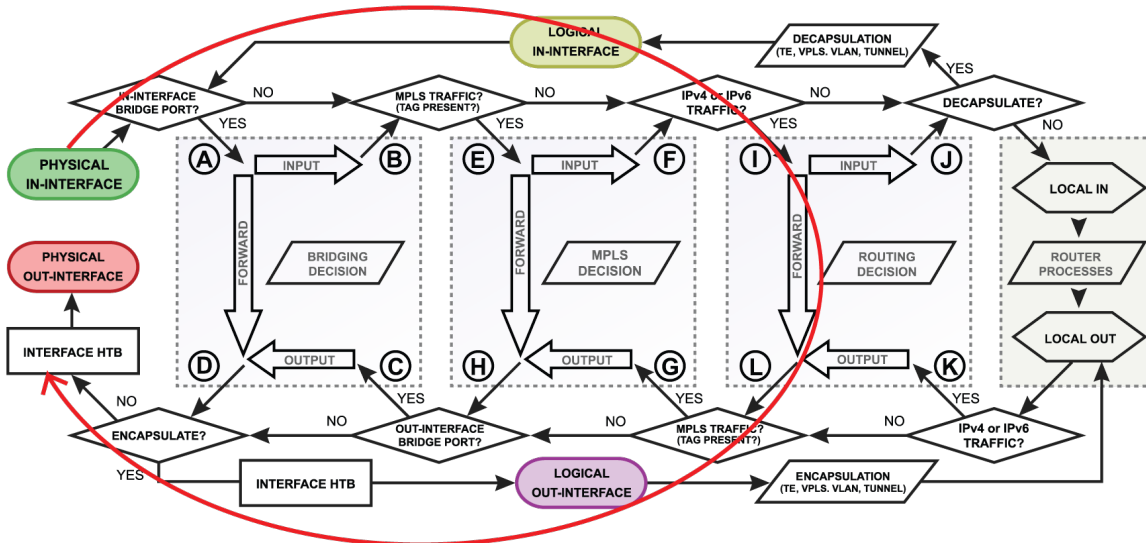 LOGICAL
IN-INTERFACE
DECAPSULATION
(TE, VPLS. VLAN, TUNNEL)
YES
IN-INTERFACE
BRIDGE PORT?
NO
MPLS TRAFFIC?
(TAG PRESENT?)
NO
IPv4 or IPv6
TRAFFIC?
NO
DECAPSULATE?
YES
YES
YES
NO
PHYSICAL
IN-INTERFACE
A
INPUT
B
E
INPUT
F
I
INPUT
J
LOCAL IN
FORWARD
BRIDGING
DECISION
FORWARD
MPLS
DECISION
FORWARD
ROUTING
DECISION
ROUTER
PROCESSES
PHYSICAL
OUT-INTERFACE
INTERFACE HTB
D
OUTPUT
C
H
OUTPUT
G
L
OUTPUT
K
LOCAL OUT
NO
YES
YES
YES
ENCAPSULATE?
NO
OUT-INTERFACE
BRIDGE PORT?
NO
MPLS TRAFFIC?
(TAG PRESENT?)
NO
IPv4 or IPv6
TRAFFIC?
YES
INTERFACE HTB
LOGICAL
OUT-INTERFACE
ENCAPSULATION
(TE, VPLS. VLAN, TUNNEL)